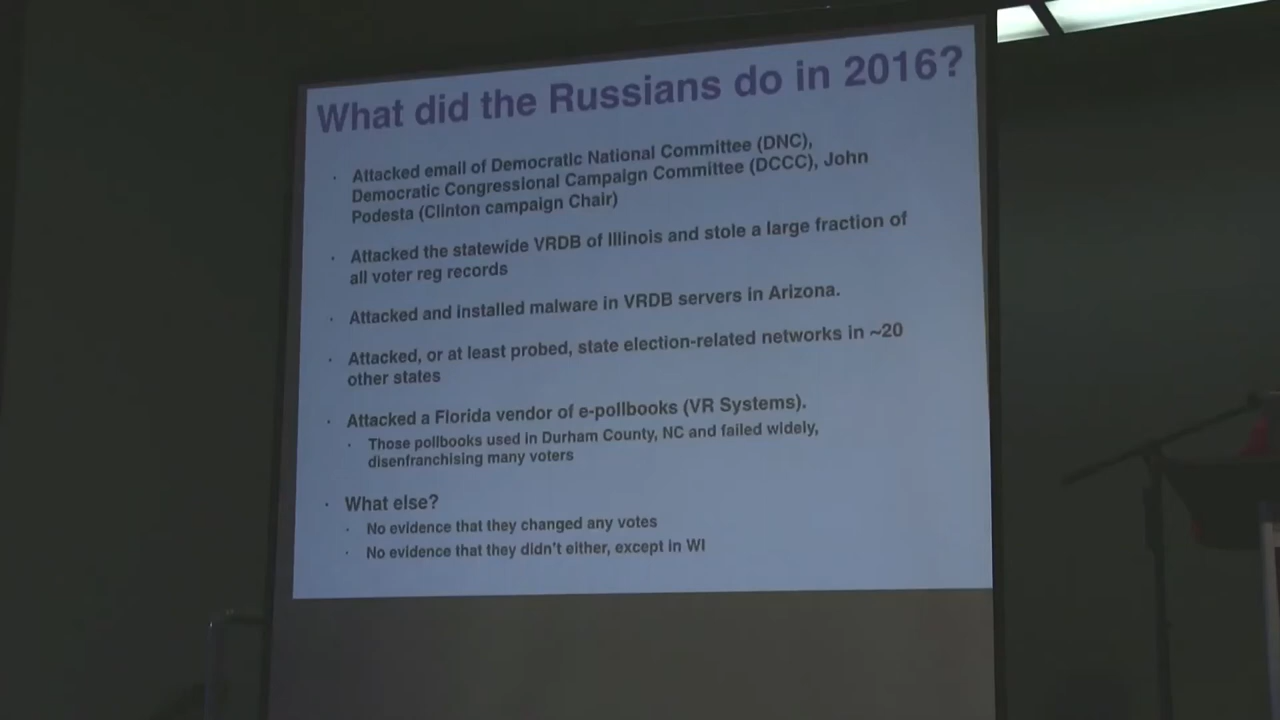 What did the Russians do in 2016?
· Attacked email of Democratic National Committee (DNC),
Democratic Congressional Campaign Committee (DCCC), John
Podesta (Clinton campaign Chair)
· Attacked the statewide VRDB of Illinois and stole a large fraction of
all voter reg records
· Attacked and installed malware in VRDB servers in Arizona.
· Attacked, or at least probed, state election-related networks in ~20
other states
· Attacked a Florida vendor of e-pollbooks (VR Systems).
· Those pollbooks used in Durham County, NC and failed widely,
disenfranchising many voters
· What else?
· No evidence that they changed any votes
· No evidence that they didn't either, except in WI